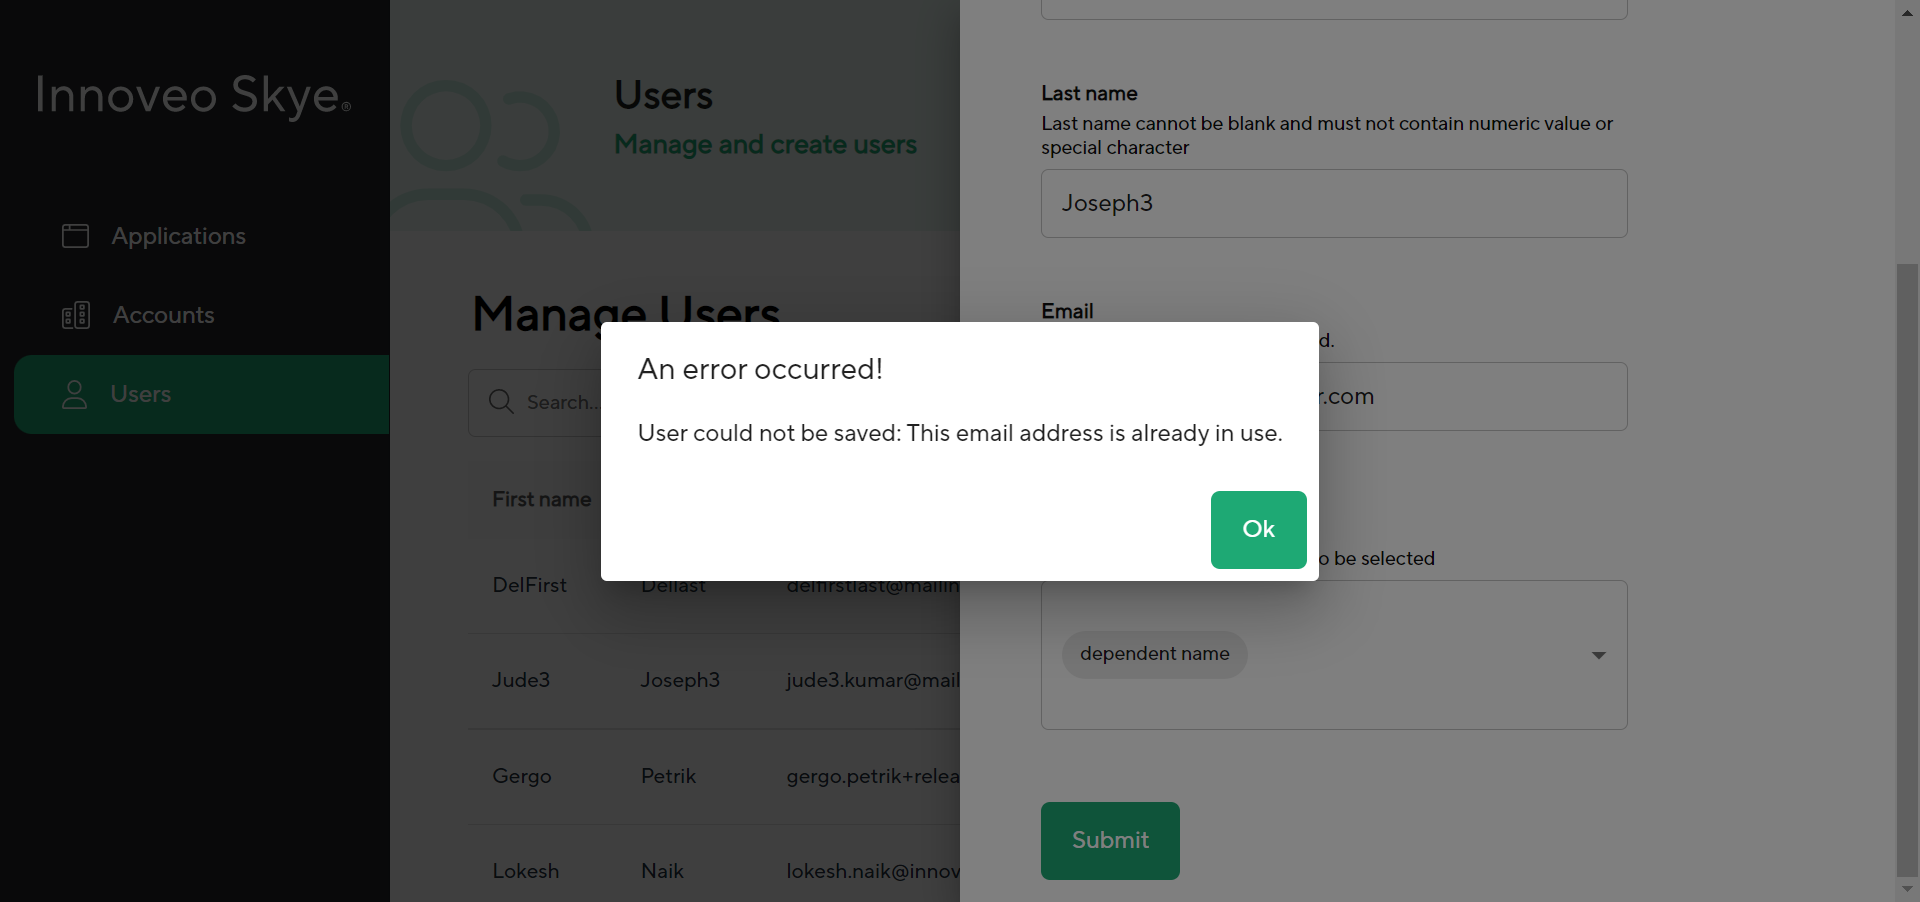 Innoveo Skye®
Applications
Accounts
Users
Users
Manage and create users
Manage Users
Search...
First name
DelFirst Dellast delfirstlast@mailin
Jude3 Joseph3 jude3.kumar@mail
Gergo Petrik gergo.petrik+relea
Lokesh Naik lokesh.naik@innov
Last name
Last name cannot be blank and must not contain numeric value or
special character
Joseph3
Email
d.
r.com
o be selected
dependent name
Submit
An error occurred!
User could not be saved: This email address is already in use.
Ok